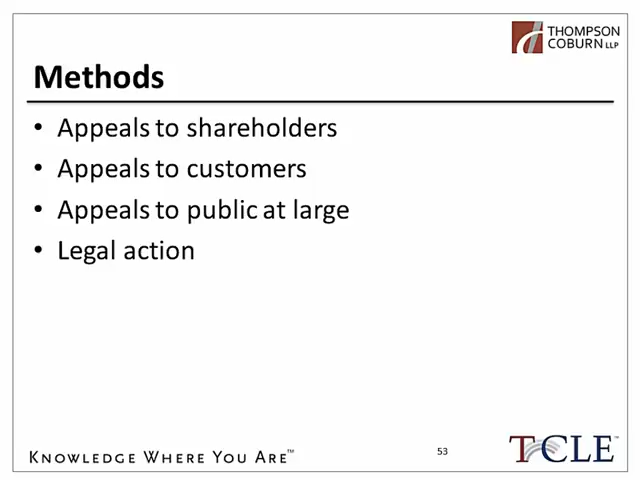 THOMPSON
COBURN LLP
Methods
• Appeals to shareholders
• Appeals to customers
• Appeals to public at large
• Legal action
KNOWLEDGE WHERE YOU ARE™
53
TCLE™